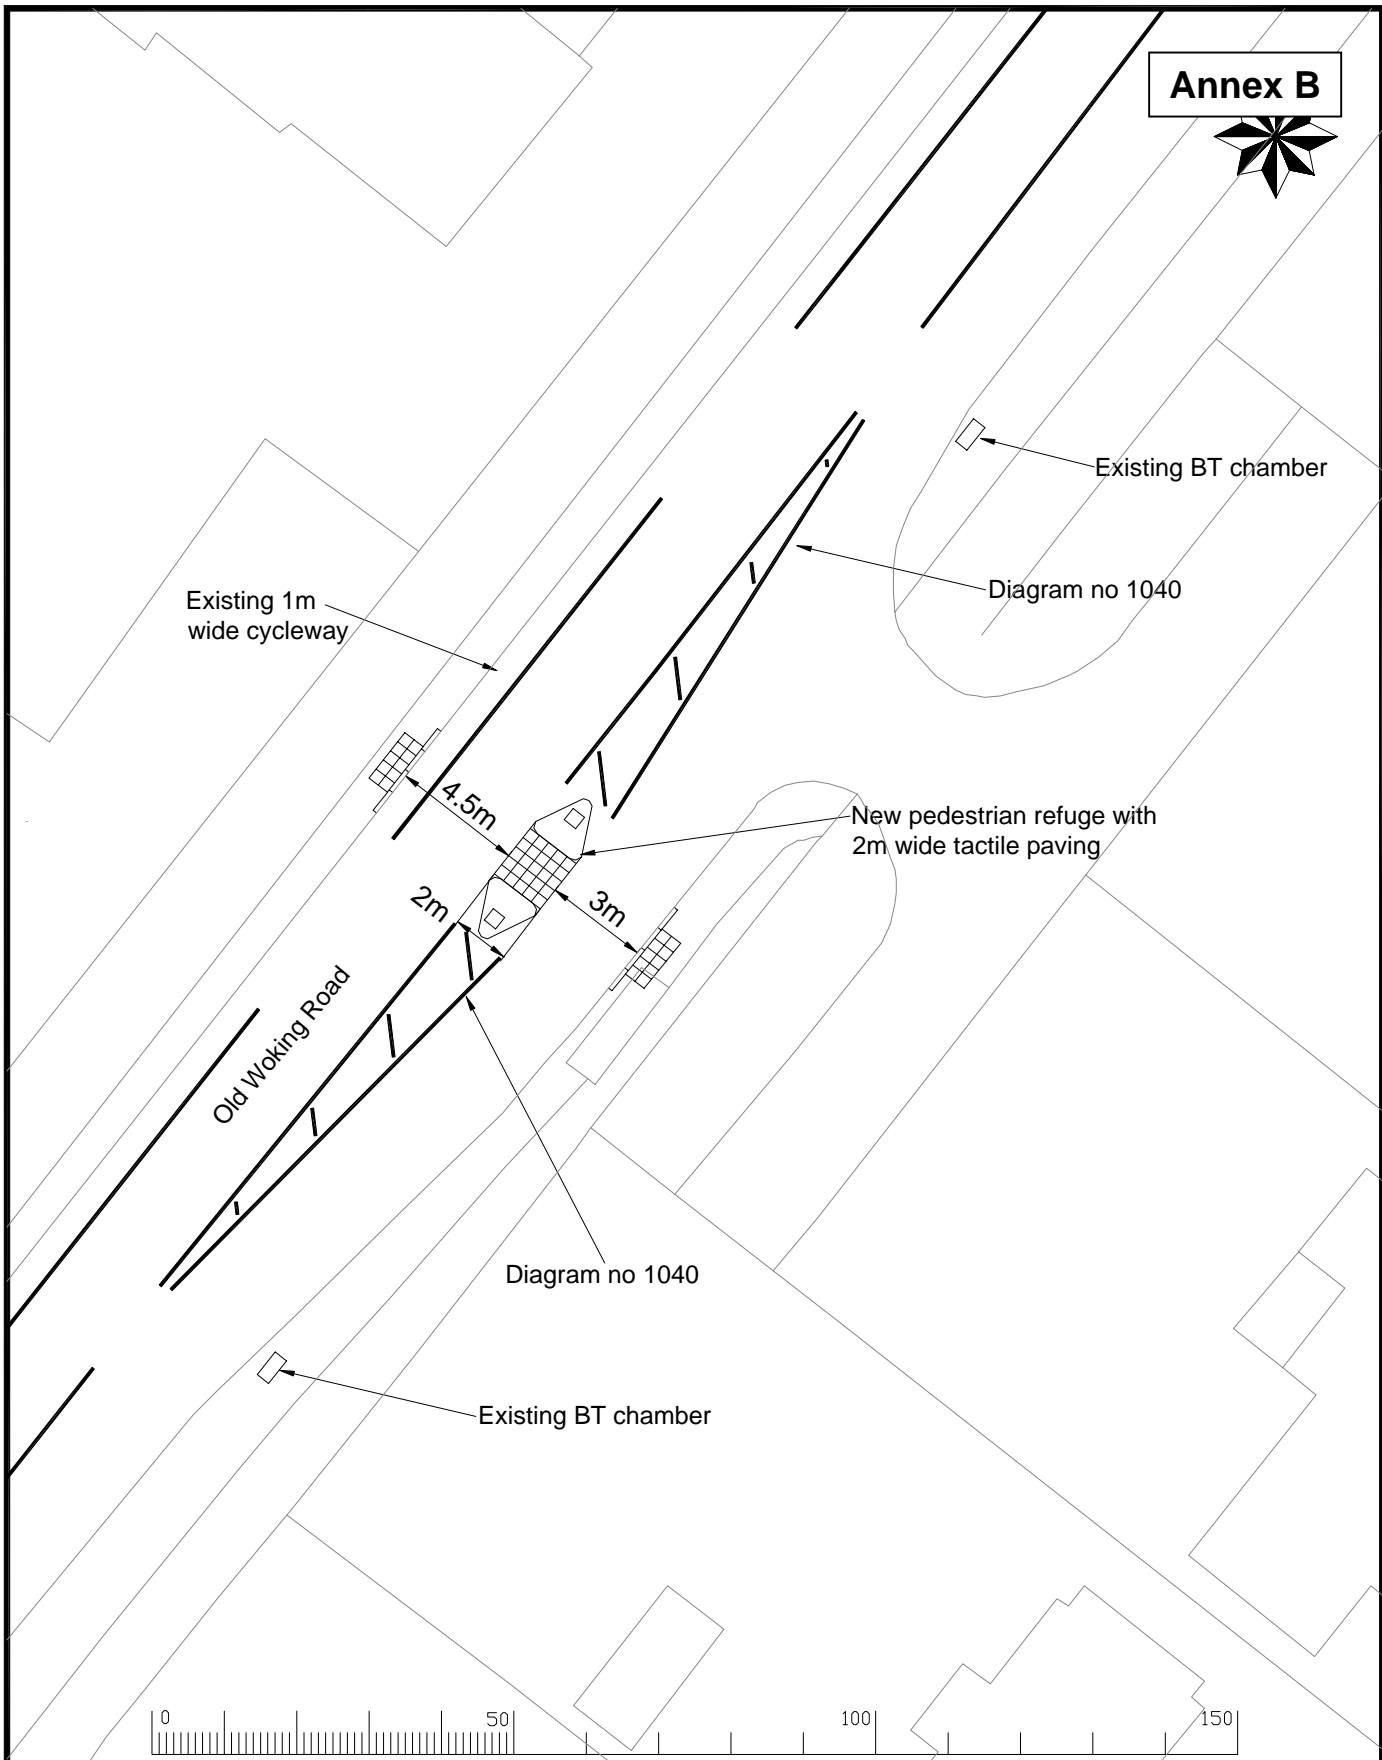 Annex B
Existing BT chamber
Diagram no 1040
Existing 1m
wide cycleway
4.5m
New pedestrian refuge with
2m wide tactile paving
2m
3m
Old Woking Road
Diagram no 1040
Existing BT chamber
0 50 100 150